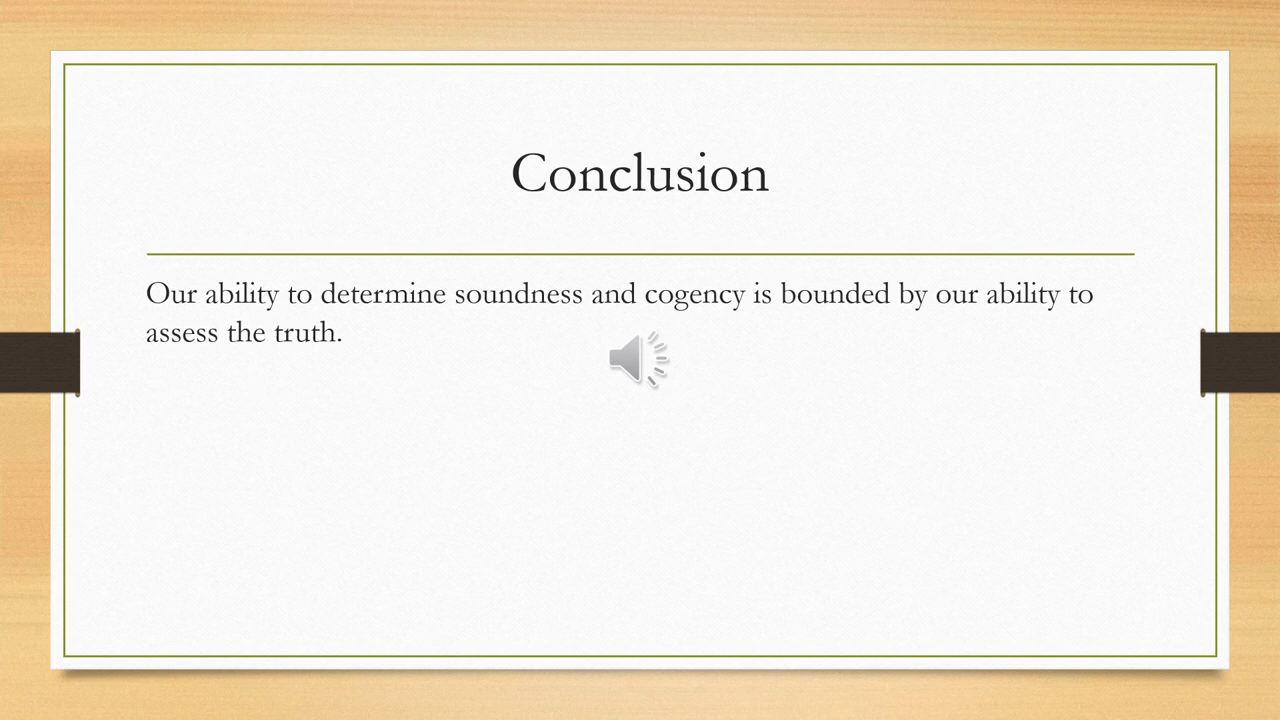 Conclusion
Our ability to determine soundness and cogency is bounded by our ability to
assess the truth.